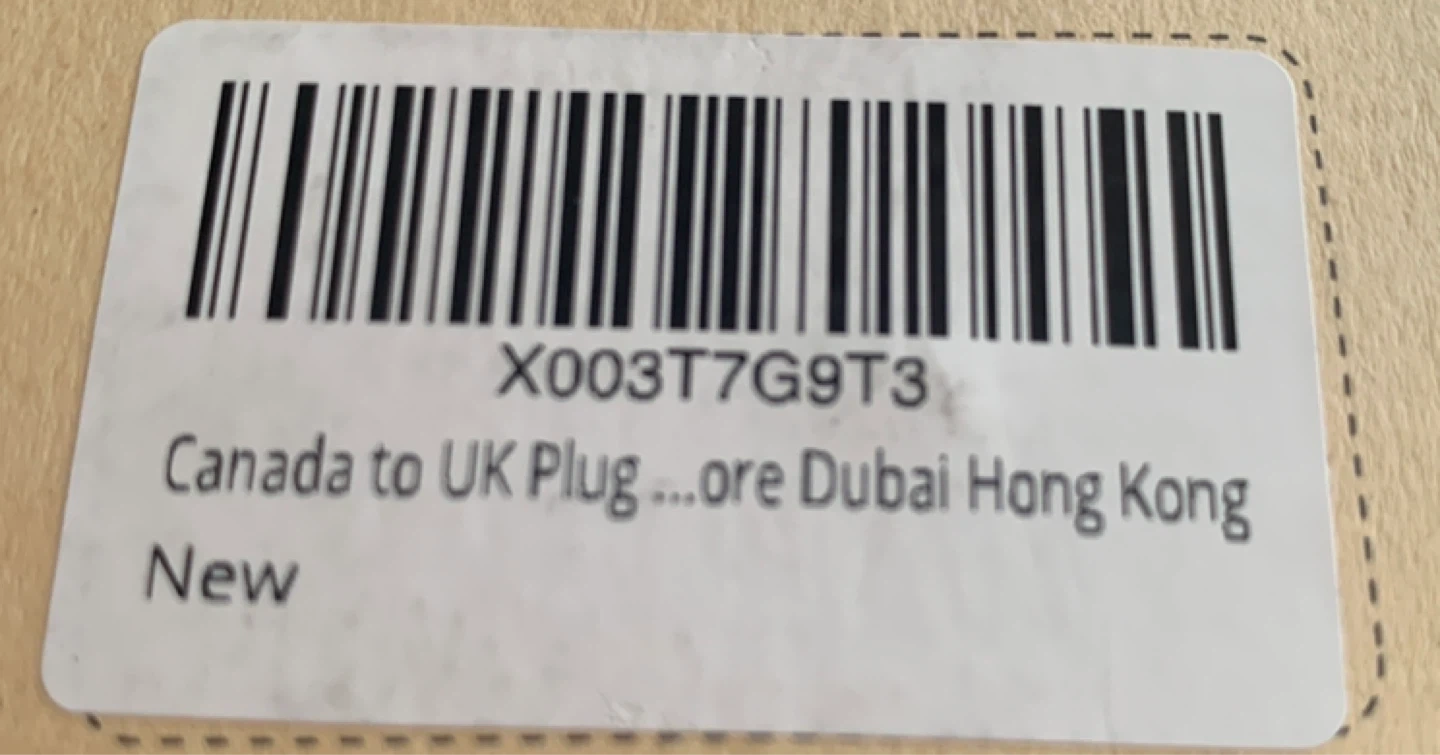 X003T7G9T3
Canada to UK Plug ...ore Dubai Hong Kong
New